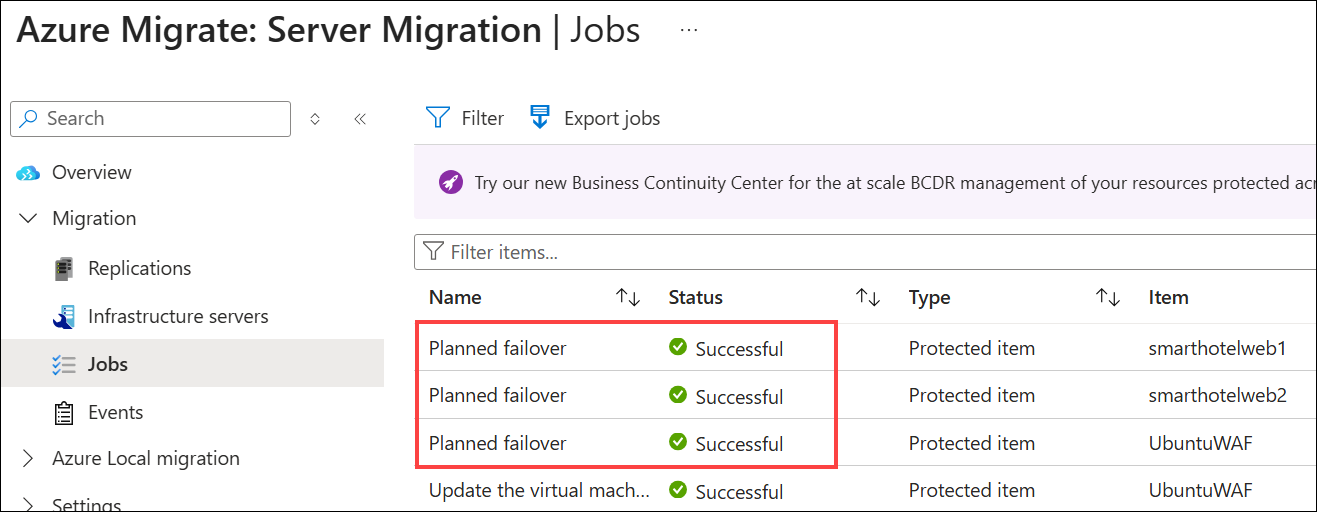 Azure Migrate: Server Migration | Jobs ...
Search
Overview
Migration
Replications
Infrastructure servers
Jobs
Events
Azure Local migration
Settings
Filter Export jobs
Try our new Business Continuity Center for the at scale BCDR management of your resources protected acr
Filter items...
Name Status Type Item
Planned failover Successful Protected item smarthotelweb1
Planned failover Successful Protected item smarthotelweb2
Planned failover Successful Protected item UbuntuWAF
Update the virtual mach... Successful Protected item UbuntuWAF